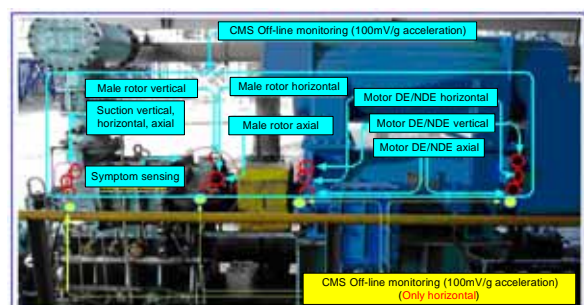 CMS Off-line monitoring (100mV/g acceleration)
Male rotor vertical
Male rotor horizontal
Suction vertical,
horizontal, axial
Motor DE/NDE horizontal
Male rotor axial
Motor DE/NDE vertical
Motor DE/NDE axial
Symptom sensing
CMS Off-line monitoring (100mV/g acceleration)
(Only horizontal)